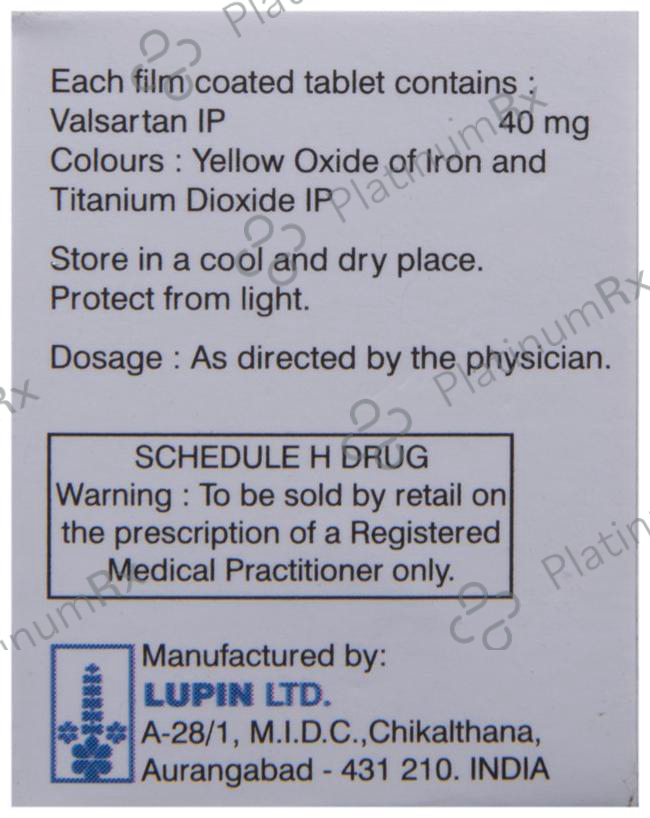 Each film coated tablet contains :
Valsartan IP 40 mg
Colours : Yellow Oxide of Iron and
Titanium Dioxide IP
Store in a cool and dry place.
Protect from light.
Dosage : As directed by the physician.
SCHEDULE H DRUG
Warning : To be sold by retail on
the prescription of a Registered
Medical Practitioner only.
Manufactured by:
LUPIN LTD.
A-28/1, M.I.D.C.,Chikalthana,
Aurangabad - 431 210. INDIA
PlatinumRx
PlatinumRx
PlatinumRx